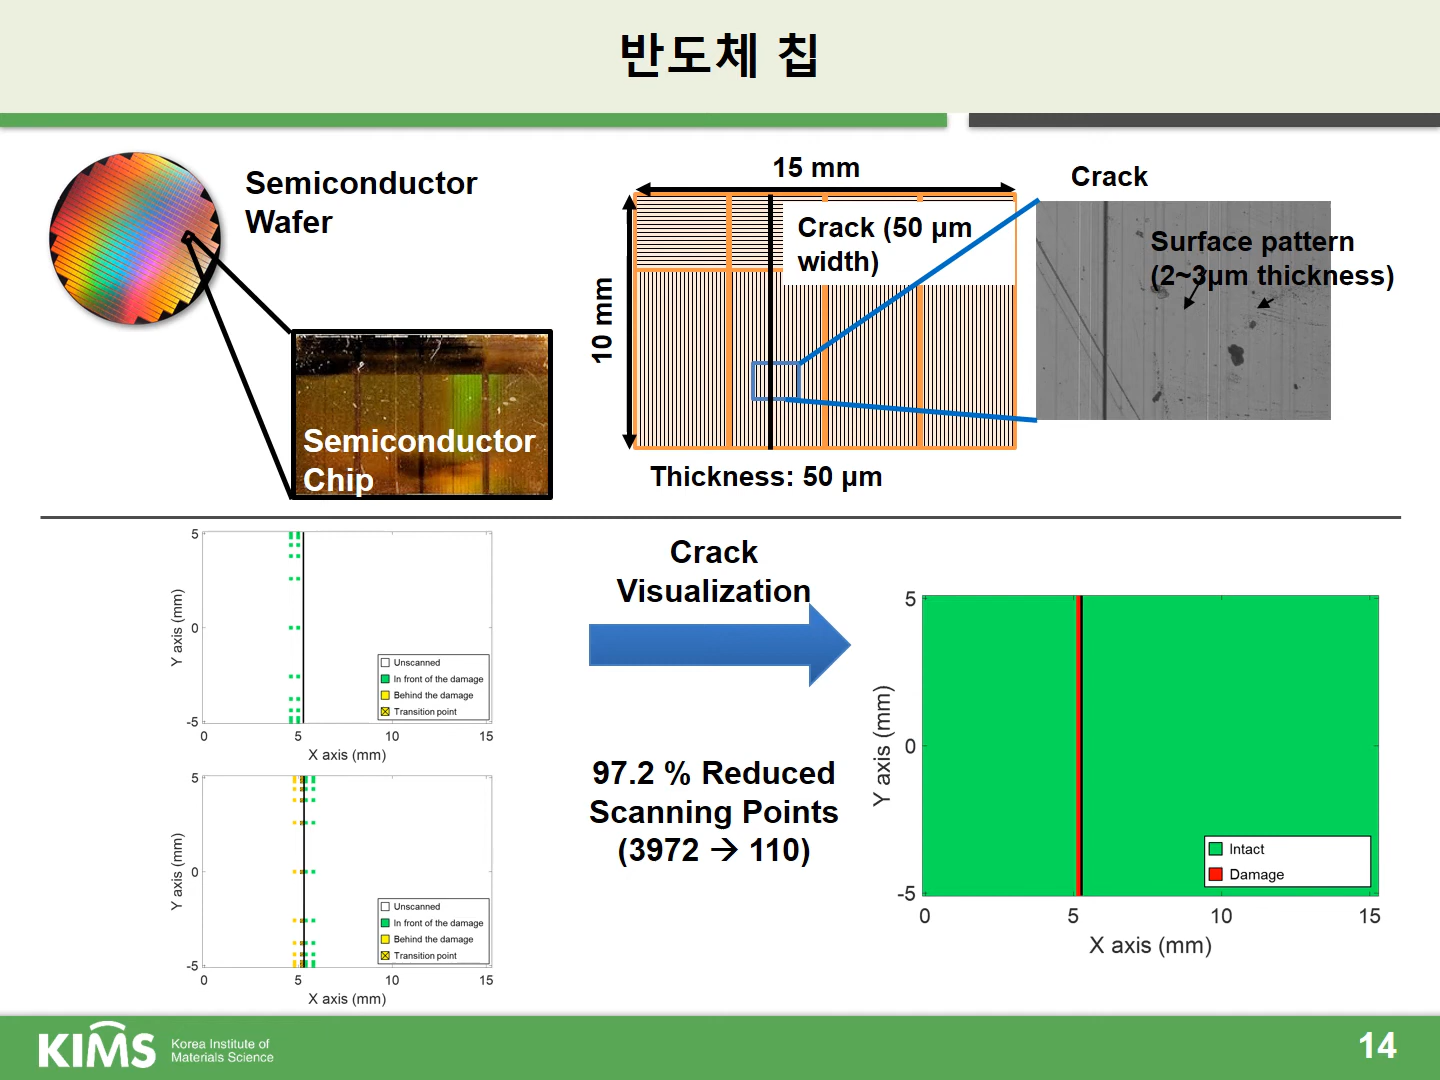 반도체 칩
Semiconductor
Wafer
Semiconductor
Chip
15 mm
10 mm
Crack (50 μm
width)
Thickness: 50 μm
Crack
Surface pattern
(2~3μm thickness)
5
0
-5
Y axis (mm)
0
5
10
15
X axis (mm)
Unscanned
In front of the damage
Behind the damage
Transition point
5
0
-5
Y axis (mm)
0
5
10
15
X axis (mm)
Unscanned
In front of the damage
Behind the damage
Transition point
Crack
Visualization
97.2 % Reduced
Scanning Points
(3972 → 110)
5
0
-5
Y axis (mm)
0
5
10
15
X axis (mm)
Intact
Damage
KIMS
Korea Institute of
Materials Science
14